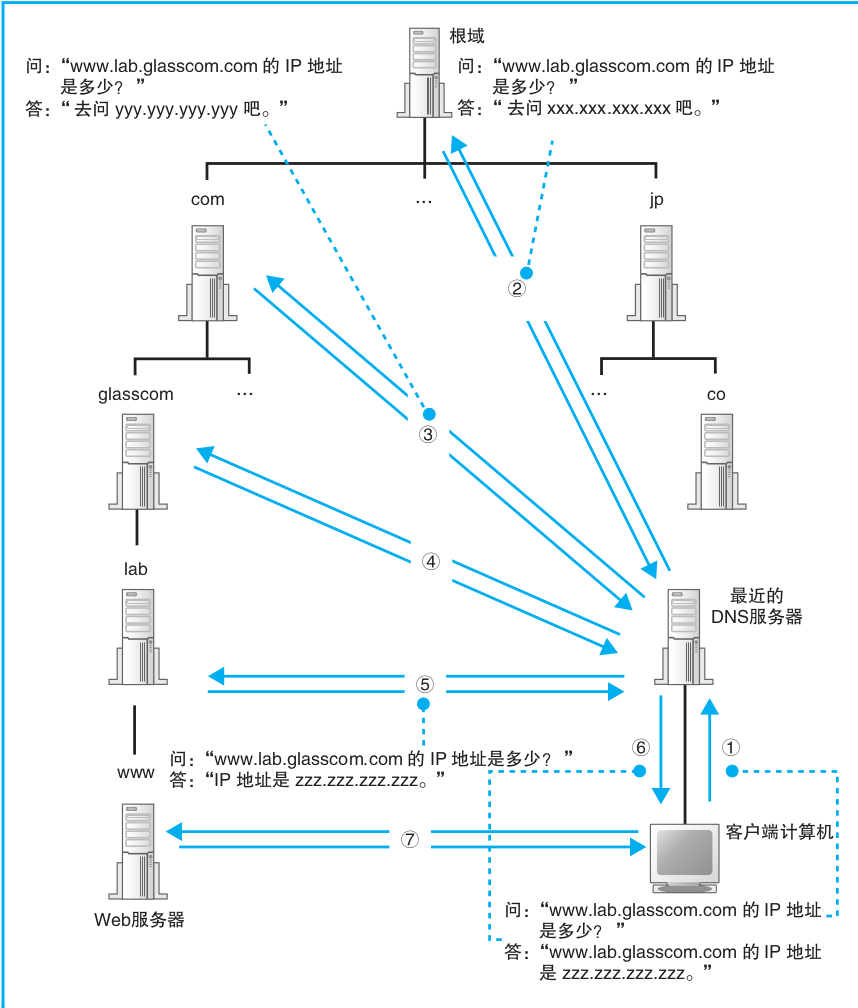 根域
问：“www.lab.glasscom.com 的 IP 地址
是多少？ ”
答：“ 去问 yyy.yyy.yyy.yyy 吧。”
问：“www.lab.glasscom.com 的 IP 地址
是多少？ ”
答：“ 去问 xxx.xxx.xxx.xxx 吧。”
com
...
jp
②
glasscom
...
...
co
③
④
lab
最近的
DNS服务器
⑤
⑥
①
问：“www.lab.glasscom.com 的 IP 地址是多少？ ”
答：“IP 地址是 zzz.zzz.zzz.zzz。”
www
⑦
客户端计算机
Web服务器
问：“www.lab.glasscom.com 的 IP 地址
是多少？ ”
答：“www.lab.glasscom.com 的 IP 地址
是 zzz.zzz.zzz.zzz。”